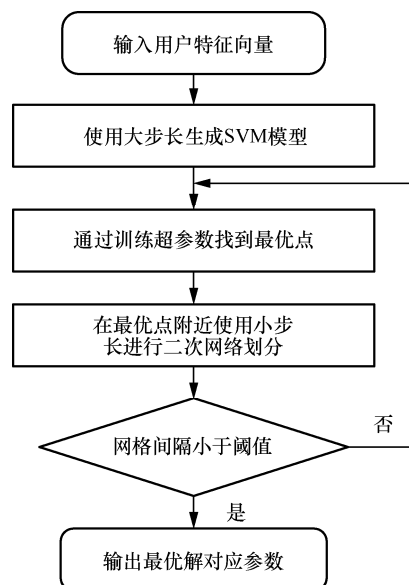 输入用户特征向量
使用大步长生成SVM模型
通过训练超参数找到最优点
在最优点附近使用小步
长进行二次网络划分
网格间隔小于阈值
否
是
输出最优解对应参数